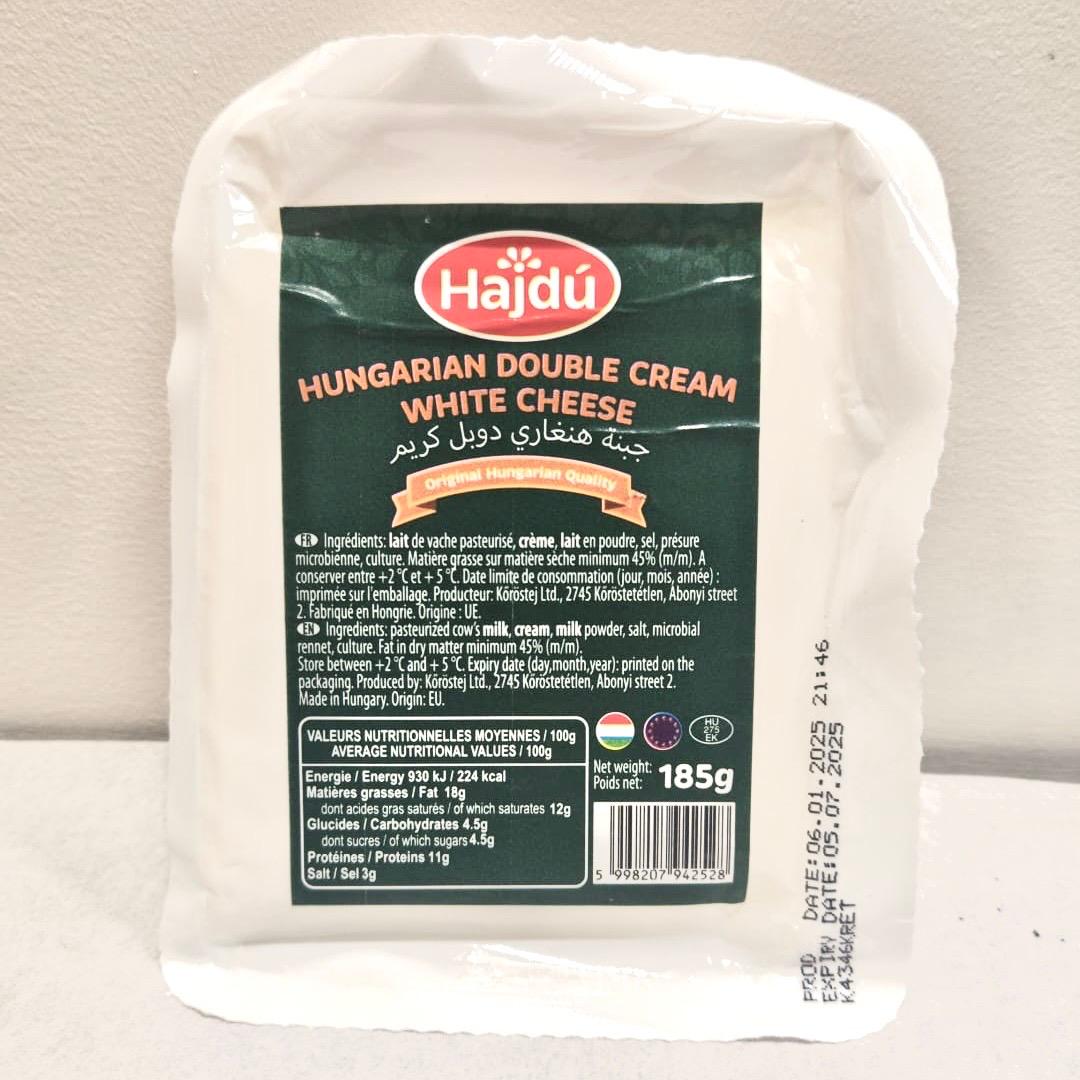 Hajdú
HUNGARIAN DOUBLE CREAM
WHITE CHEESE
جبنة هنغاري دوبل كريم
Original Hungarian Quality
FR Ingrédients: lait de vache pasteurisé, crème, lait en poudre, sel, présure
microbienne, culture. Matière grasse sur matière sèche minimum 45% (m/m). A
conserver entre +2 °C et + 5 °C. Date limite de consommation (jour, mois, année) :
imprimée sur l'emballage. Producteur: Kőröstej Ltd., 2745 Kőröstetétlen, Abonyi street
2. Fabriqué en Hongrie. Origine : UE.
EN Ingredients: pasteurized cow's milk, cream, milk powder, salt, microbial
rennet, culture. Fat in dry matter minimum 45% (m/m).
Store between +2 °C and + 5 °C. Expiry date (day,month,year): printed on the
packaging. Produced by: Kőröstej Ltd., 2745 Kőröstetétlen, Abonyi street 2.
Made in Hungary. Origin: EU.
VALEURS NUTRITIONNELLES MOYENNES / 100g
AVERAGE NUTRITIONAL VALUES / 100g
Energie / Energy 930 kJ / 224 kcal
Matières grasses / Fat 18g
dont acides gras saturés / of which saturates 12g
Glucides / Carbohydrates 4.5g
dont sucres / of which sugars 4.5g
Protéines / Proteins 11g
Salt / Sel 3g
HU
275
EK
Net weight:
Poids net:
185g
5 998207 942528
PROD DATE: 06.01.2025 21:46
EXPIRY DATE: 05.07.2025
K4346KRET